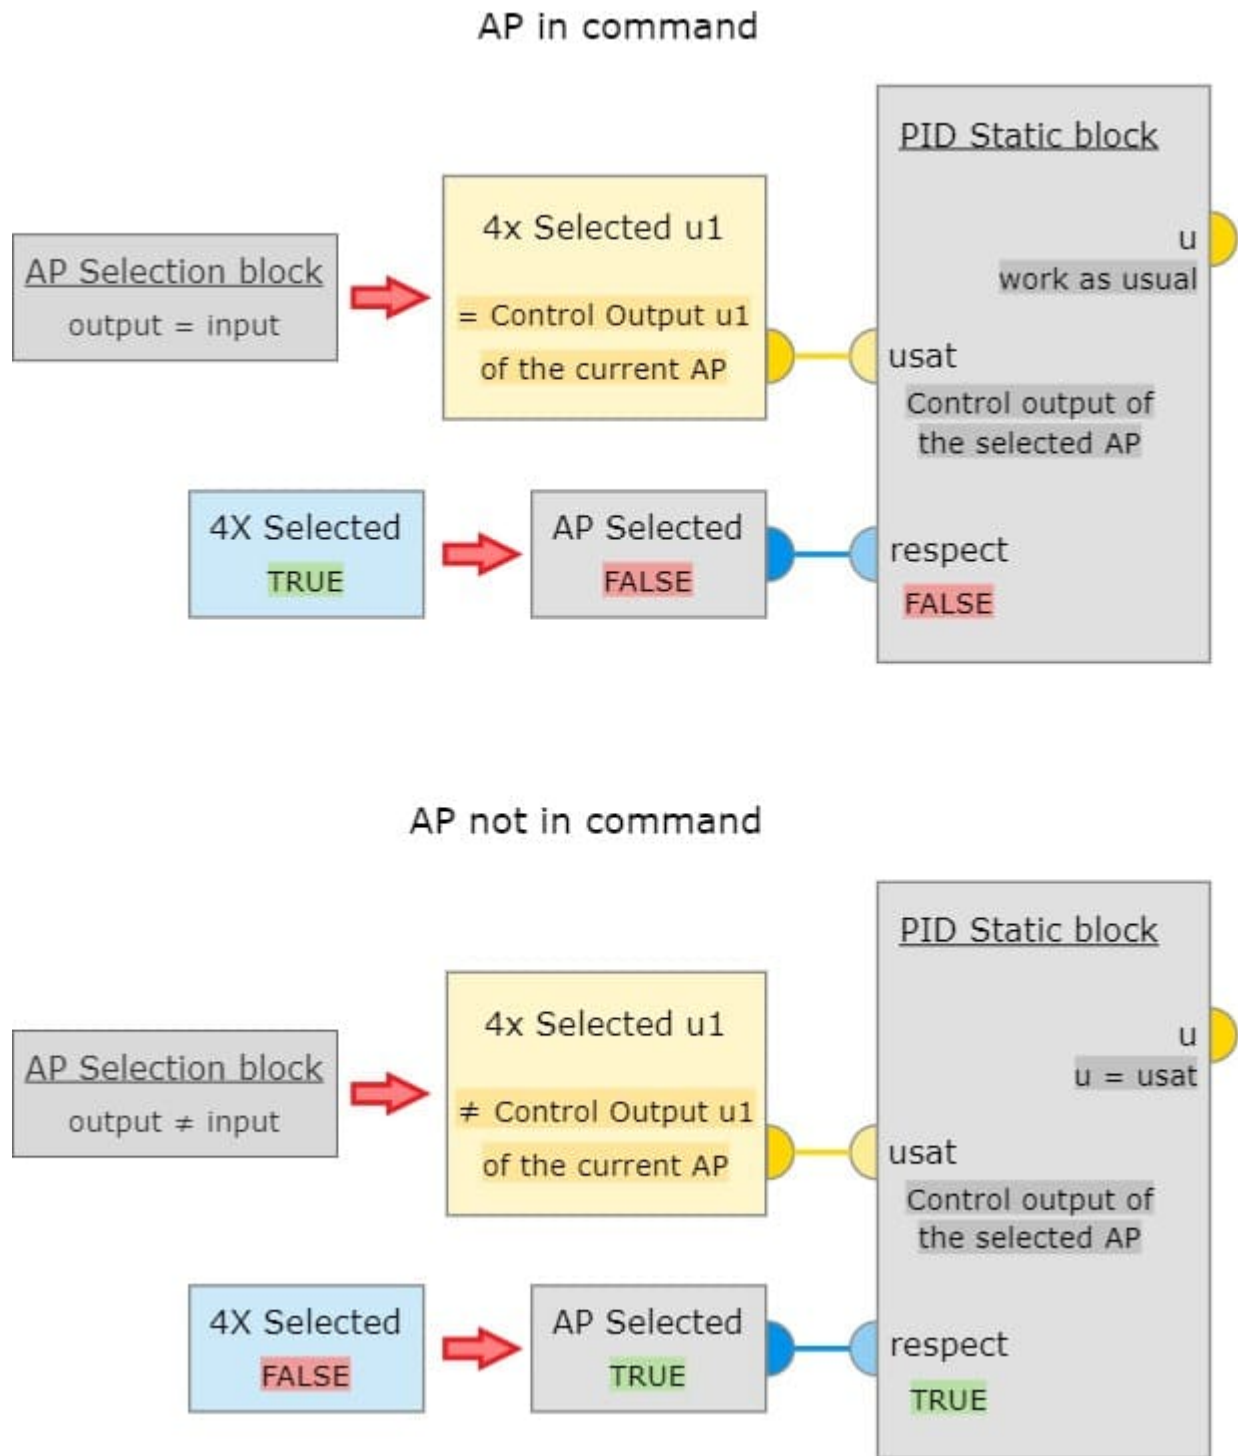 AP in command
PID Static block
4x Selected u1
u
work as usual
AP Selection block
output = input
= Control Output u1
of the current AP
usat
Control output of
the selected AP
4X Selected
TRUE
AP Selected
FALSE
respect
FALSE
AP not in command
PID Static block
4x Selected u1
u
u = usat
AP Selection block
output ≠ input
≠ Control Output u1
of the current AP
usat
Control output of
the selected AP
4X Selected
FALSE
AP Selected
TRUE
respect
TRUE